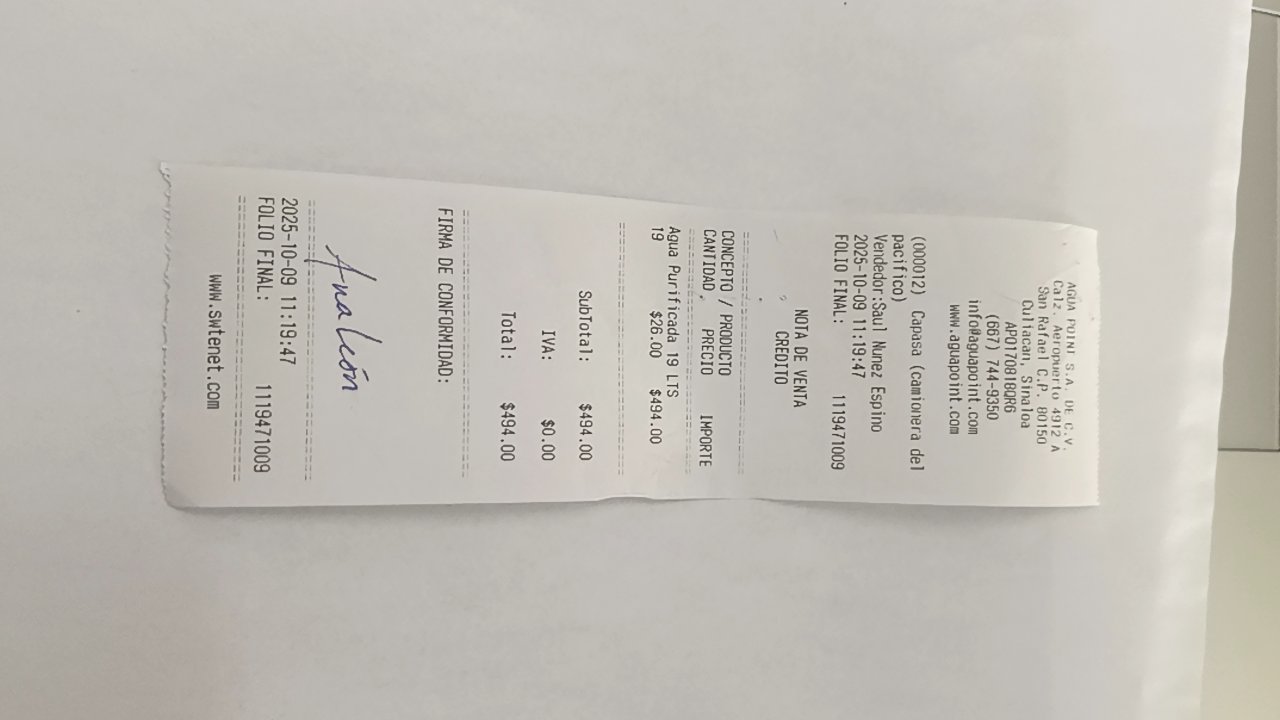 AGUA POINT S.A. DE C.V.
Calz. Aeropuerto 4912 A
San Rafael C.P. 80150
Culiacan, Sinaloa
APO170818QR6
(667) 744-9350
info@aguapoint.com
www.aguapoint.com
(000012) Capasa (camionera del
pacifico)
Vendedor:Saul Nunez Espino
2025-10-09 11:19:47
FOLIO FINAL: 1119471009
NOTA DE VENTA
CREDITO
CONCEPTO / PRODUCTO
CANTIDAD PRECIO IMPORTE
Agua Purificada 19 LTS
19 $26.00 $494.00
SubTotal: $494.00
IVA: $0.00
Total: $494.00
FIRMA DE CONFORMIDAD:
Ana León
2025-10-09 11:19:47
FOLIO FINAL: 1119471009
www.swtenet.com